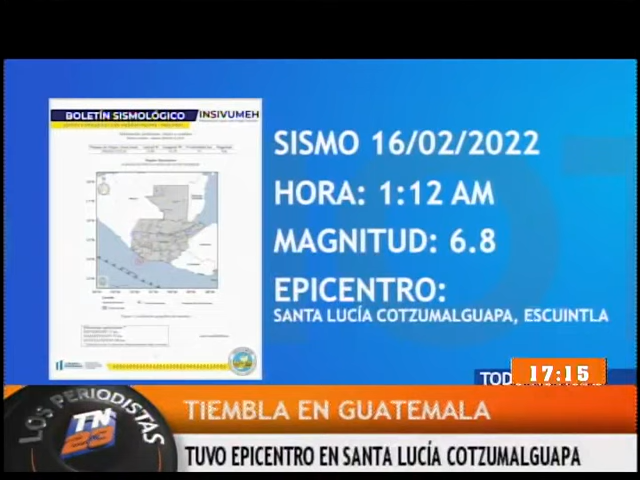 BOLETÍN SISMOLÓGICO
INSIVUMEH
SISMO 16/02/2022
HORA: 1:12 AM
MAGNITUD: 6.8
EPICENTRO:
SANTA LUCÍA COTZUMALGUAPA, ESCUINTLA
TOD
17:15
LOS PERIODISTAS
TN
23
TIEMBLA EN GUATEMALA
TUVO EPICENTRO EN SANTA LUCÍA COTZUMALGUAPA